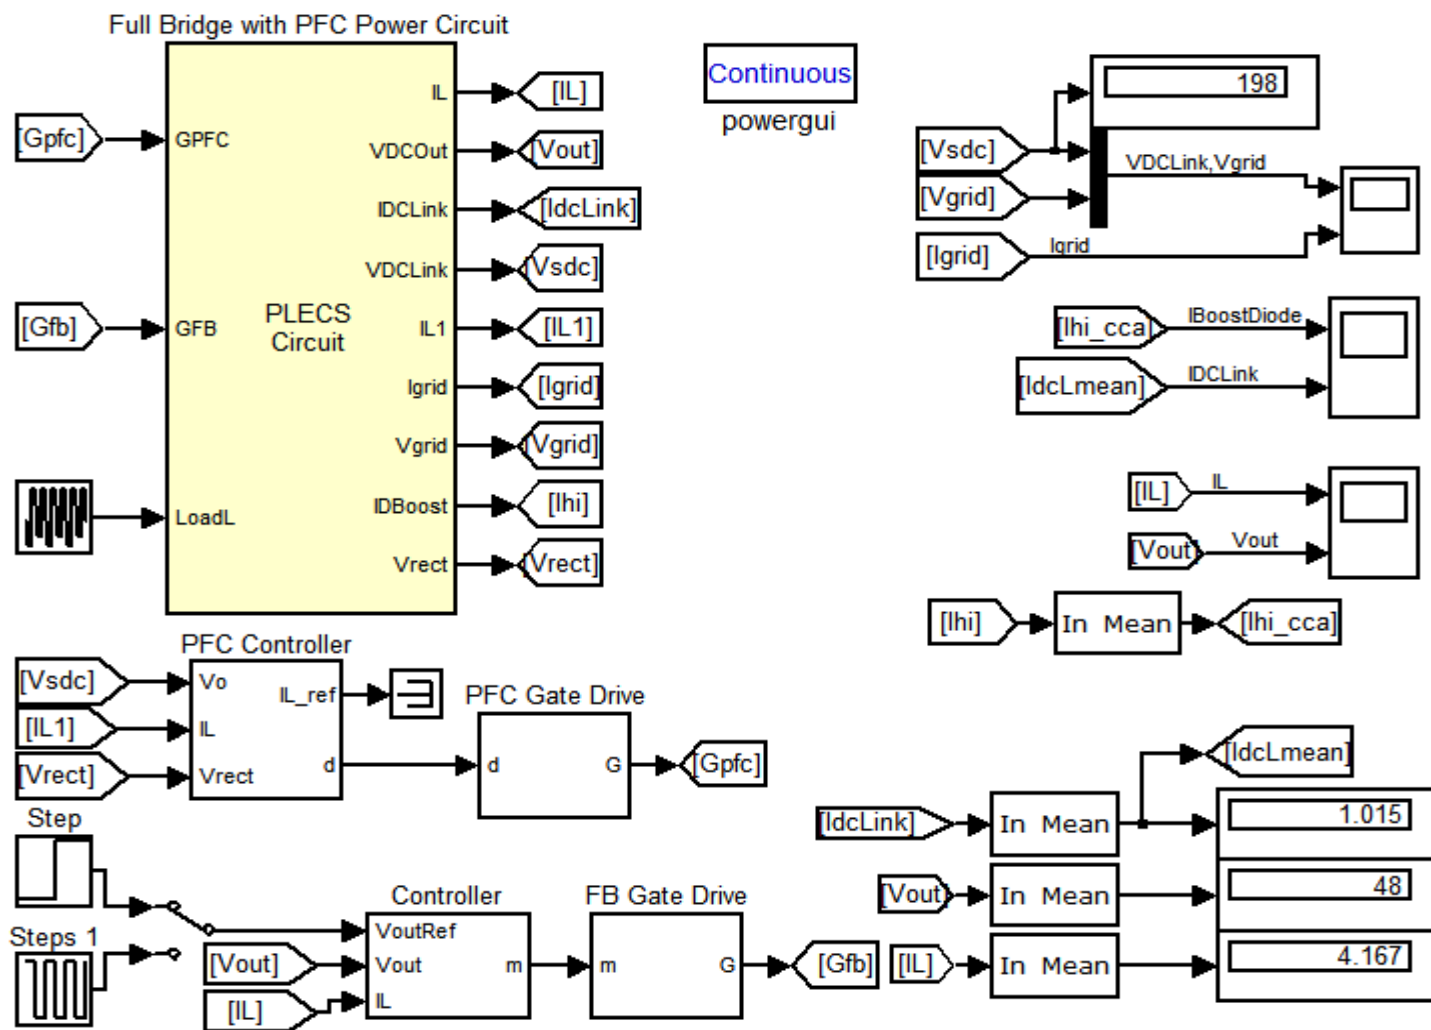 Full Bridge with PFC Power Circuit
[Gpfc]
GPFC
[Gfb]
GFB
LoadL
PLECS
Circuit
IL
[IL]
VDCOut
[Vout]
IDCLink
[IdcLink]
VDCLink
[Vsdc]
IL1
[IL1]
Igrid
[Igrid]
Vgrid
[Vgrid]
IDBoost
[Ihi]
Vrect
[Vrect]
Continuous
powergui
198
[Vsdc]
[Vgrid]
VDCLink,Vgrid
[Igrid]
Igrid
[Ihi_cca]
IBoostDiode
[IdcLmean]
IDCLink
[IL]
IL
[Vout]
Vout
[Ihi]
In Mean
[Ihi_cca]
PFC Controller
[Vsdc]
Vo
[IL1]
IL
[Vrect]
Vrect
IL_ref
d
PFC Gate Drive
d
G
[Gpfc]
Step
Steps 1
Controller
VoutRef
[Vout]
Vout
[IL]
IL
m
FB Gate Drive
m
G
[Gfb]
[IdcLmean]
[IdcLink]
In Mean
1.015
[Vout]
In Mean
48
[IL]
In Mean
4.167